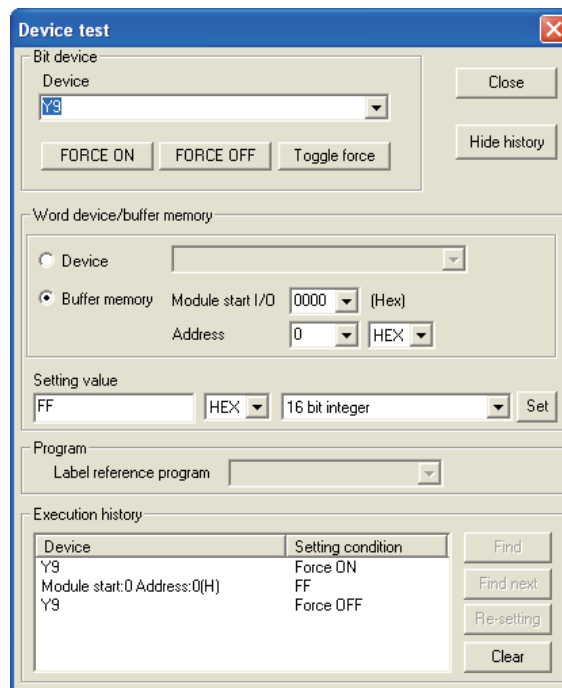 Device test
Bit device
Device
Y9
Close
FORCE ON FORCE OFF Toggle force
Hide history
Word device/buffer memory
Device
Buffer memory Module start I/O 0000 (Hex)
Address 0 HEX
Setting value
FF HEX 16 bit integer Set
Program
Label reference program
Execution history
Device Setting condition Find
Y9 Force ON
Module start:0 Address:0(H) FF Find next
Y9 Force OFF
Re-setting
Clear